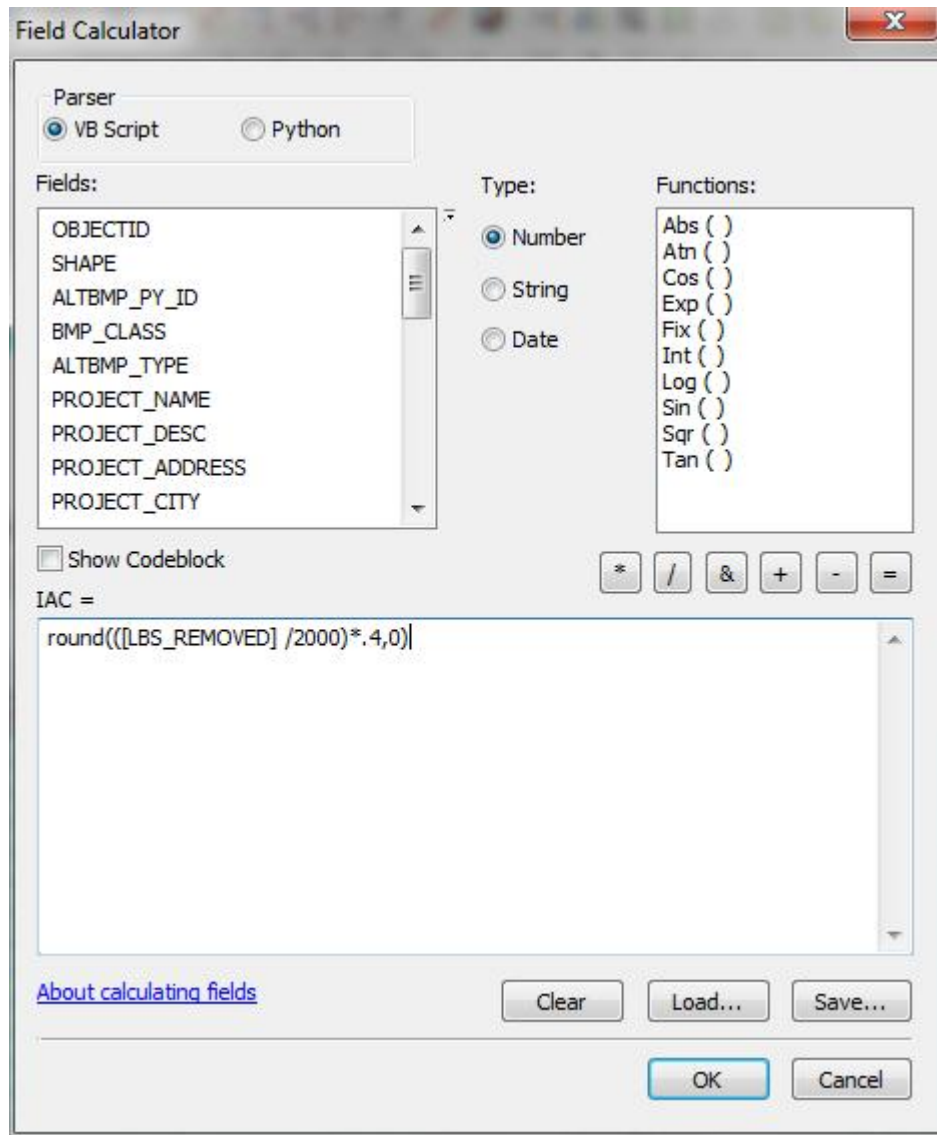 Field Calculator
Parser
VB Script Python
Fields:
OBJECTID
SHAPE
ALTBMP_PY_ID
BMP_CLASS
ALTBMP_TYPE
PROJECT_NAME
PROJECT_DESC
PROJECT_ADDRESS
PROJECT_CITY
Type:
Number
String
Date
Functions:
Abs ( )
Atn ( )
Cos ( )
Exp ( )
Fix ( )
Int ( )
Log ( )
Sin ( )
Sqr ( )
Tan ( )
Show Codeblock
* / & + - =
IAC =
round(([LBS_REMOVED] /2000)*.4,0)
About calculating fields
Clear Load... Save...
OK Cancel